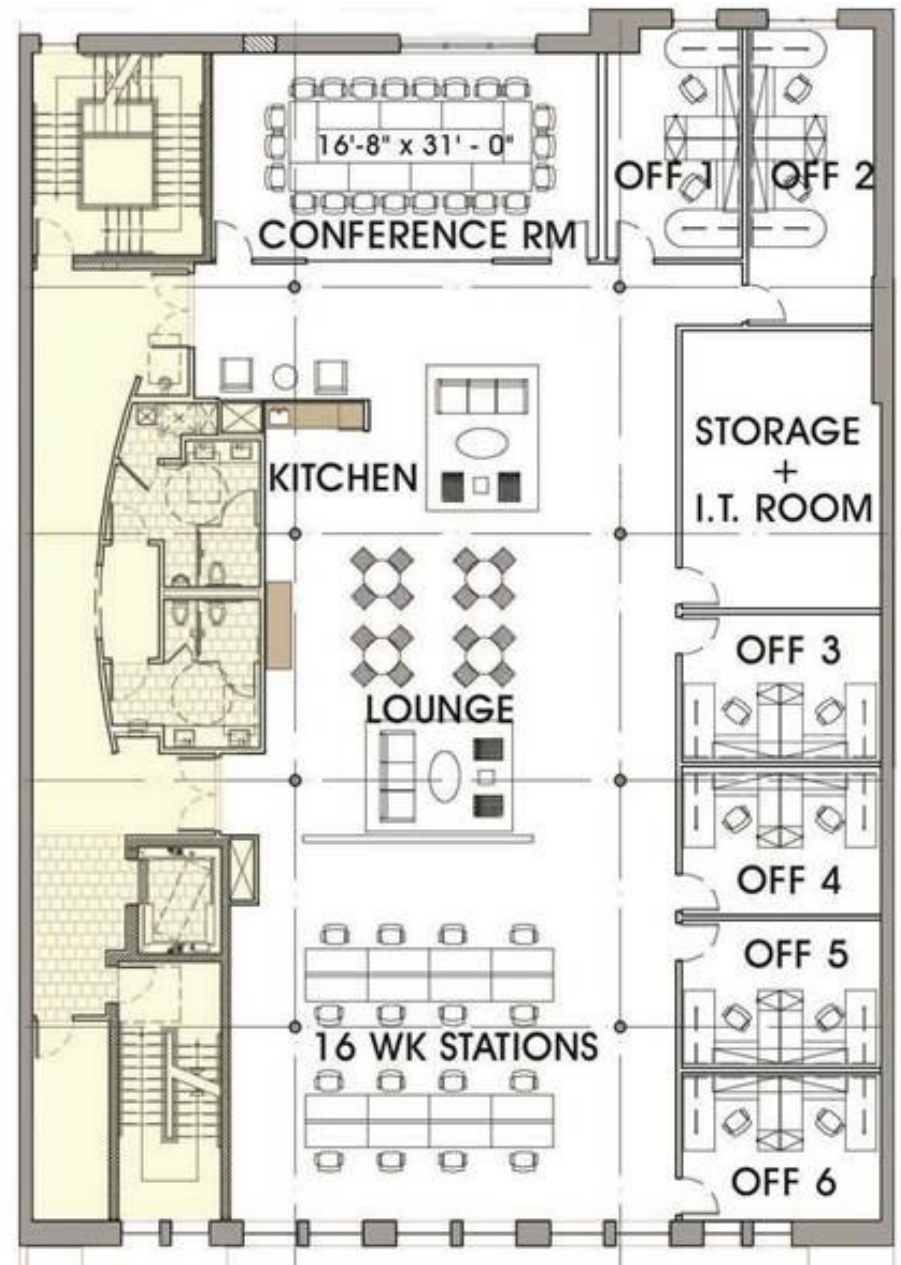 16'-8" x 31' - 0"
OFF 1
OFF 2
CONFERENCE RM
STORAGE
+
I.T. ROOM
KITCHEN
OFF 3
LOUNGE
OFF 4
OFF 5
16 WK STATIONS
OFF 6